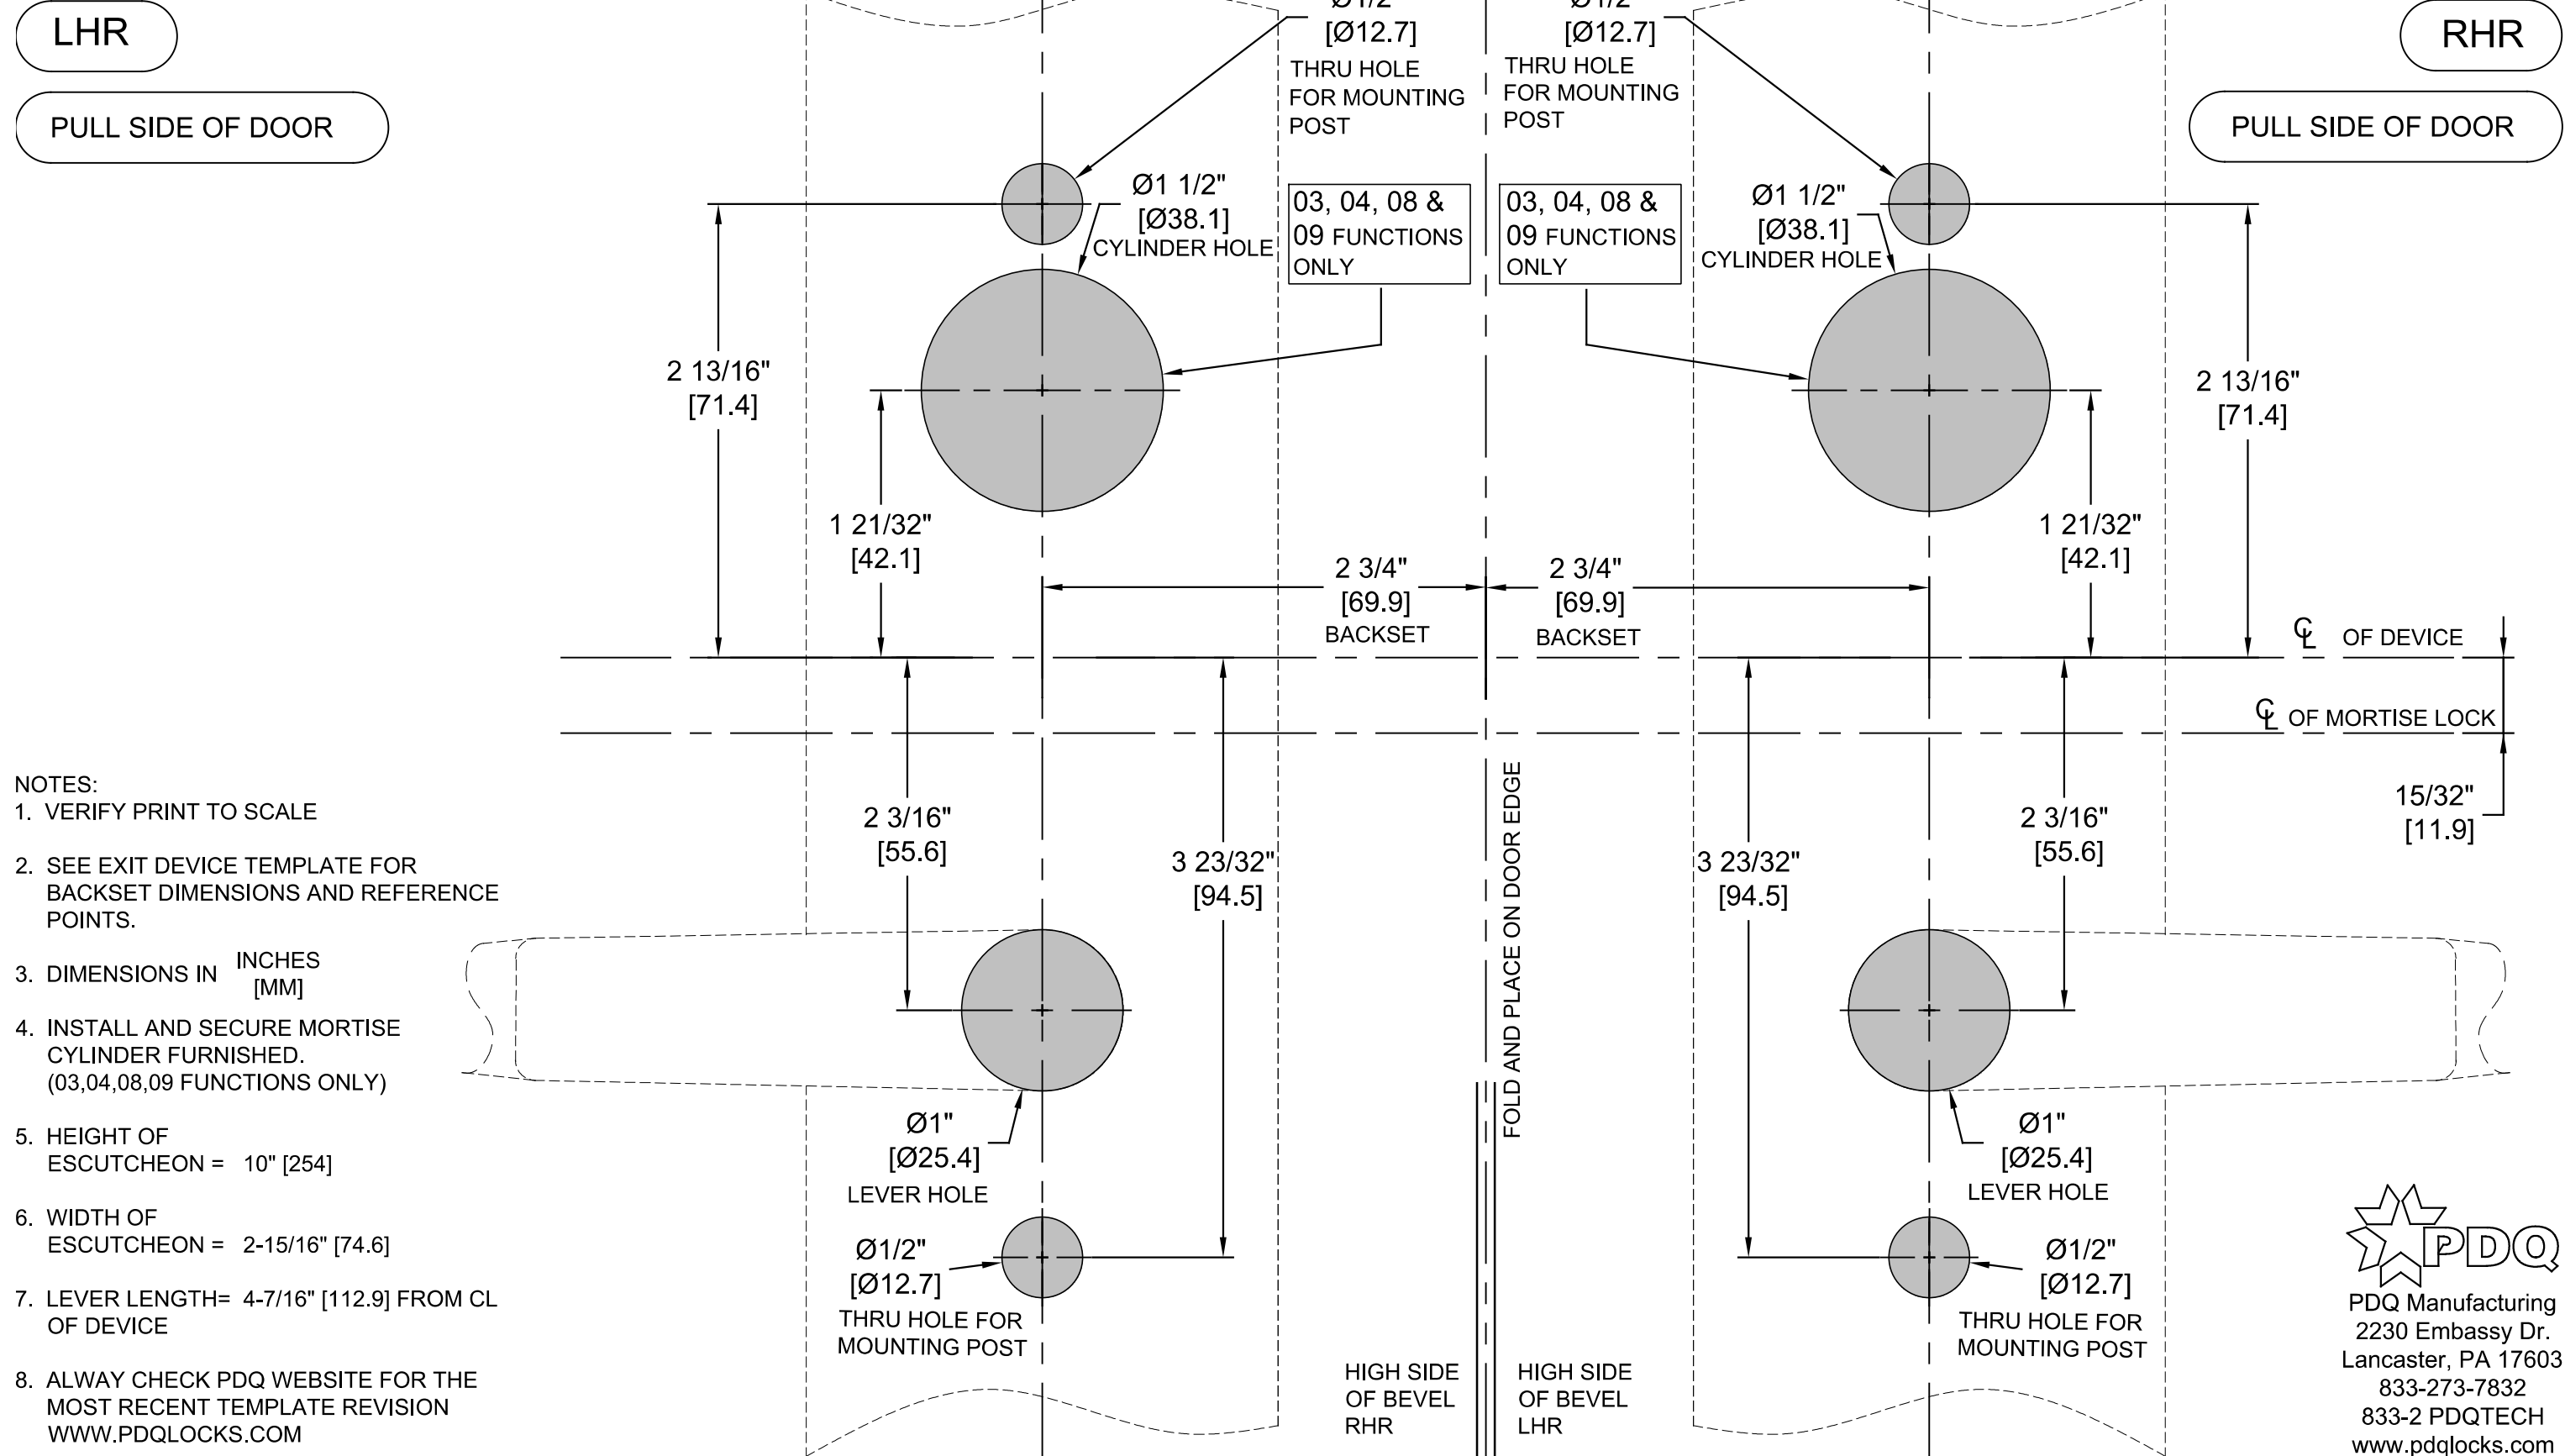 LHR
PULL SIDE OF DOOR
Ø1/2"
[Ø12.7]
THRU HOLE
FOR MOUNTING
POST
Ø1/2"
[Ø12.7]
THRU HOLE
FOR MOUNTING
POST
RHR
PULL SIDE OF DOOR
Ø1 1/2"
[Ø38.1]
CYLINDER HOLE
03, 04, 08 &
09 FUNCTIONS
ONLY
03, 04, 08 &
09 FUNCTIONS
ONLY
Ø1 1/2"
[Ø38.1]
CYLINDER HOLE
2 13/16"
[71.4]
2 13/16"
[71.4]
1 21/32"
[42.1]
1 21/32"
[42.1]
2 3/4"
[69.9]
BACKSET
2 3/4"
[69.9]
BACKSET
℄ OF DEVICE
℄ OF MORTISE LOCK
15/32"
[11.9]
2 3/16"
[55.6]
3 23/32"
[94.5]
FOLD AND PLACE ON DOOR EDGE
3 23/32"
[94.5]
2 3/16"
[55.6]
NOTES:
1. VERIFY PRINT TO SCALE
2. SEE EXIT DEVICE TEMPLATE FOR
BACKSET DIMENSIONS AND REFERENCE
POINTS.
3. DIMENSIONS IN INCHES
[MM]
4. INSTALL AND SECURE MORTISE
CYLINDER FURNISHED.
(03,04,08,09 FUNCTIONS ONLY)
5. HEIGHT OF
ESCUTCHEON = 10" [254]
6. WIDTH OF
ESCUTCHEON = 2-15/16" [74.6]
7. LEVER LENGTH= 4-7/16" [112.9] FROM CL
OF DEVICE
8. ALWAY CHECK PDQ WEBSITE FOR THE
MOST RECENT TEMPLATE REVISION
WWW.PDQLOCKS.COM
Ø1"
[Ø25.4]
LEVER HOLE
Ø1/2"
[Ø12.7]
THRU HOLE FOR
MOUNTING POST
HIGH SIDE
OF BEVEL
RHR
HIGH SIDE
OF BEVEL
LHR
Ø1"
[Ø25.4]
LEVER HOLE
Ø1/2"
[Ø12.7]
THRU HOLE FOR
MOUNTING POST
PDQ
PDQ Manufacturing
2230 Embassy Dr.
Lancaster, PA 17603
833-273-7832
833-2 PDQTECH
www.pdqlocks.com